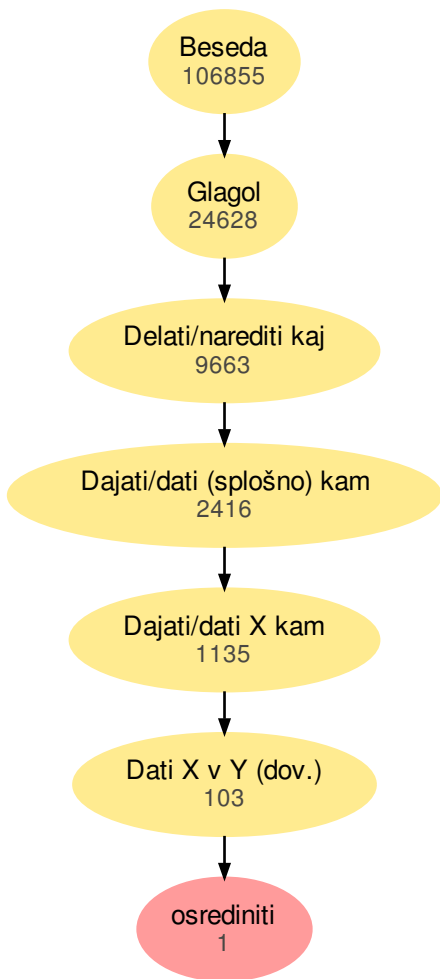 Beseda
106855
Glagol
24628
Delati/narediti kaj
9663
Dajati/dati (splošno) kam
2416
Dajati/dati X kam
1135
Dati X v Y (dov.)
103
osrediniti
1